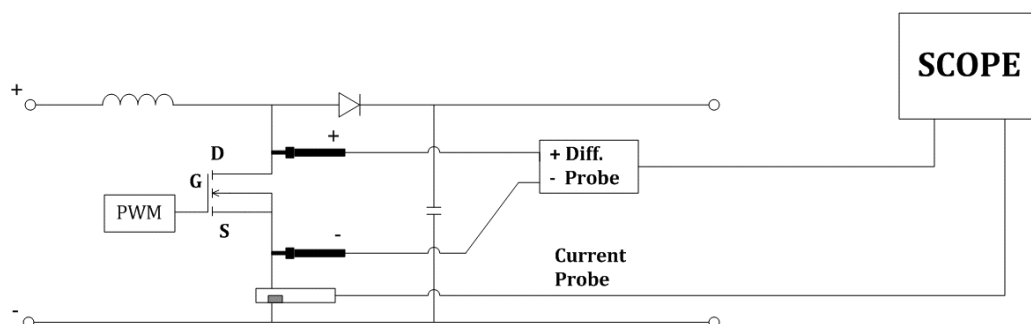 SCOPE
+
+
D
+ Diff.
- Probe
G
PWM
S
-
Current
Probe
-